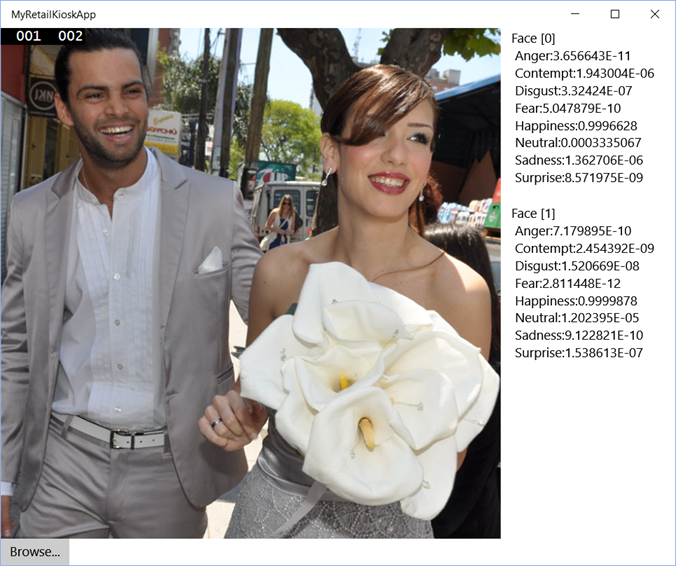 MyRetailKioskApp
001 002
Face [0]
Anger:3.656643E-11
Contempt:1.943004E-06
Disgust:3.32424E-07
Fear:5.047879E-10
Happiness:0.9996628
Neutral:0.0003335067
Sadness:1.362706E-06
Surprise:8.571975E-09
Face [1]
Anger:7.179895E-10
Contempt:2.454392E-09
Disgust:1.520669E-08
Fear:2.811448E-12
Happiness:0.9999878
Neutral:1.202395E-05
Sadness:9.122821E-10
Surprise:1.538613E-07
Browse...